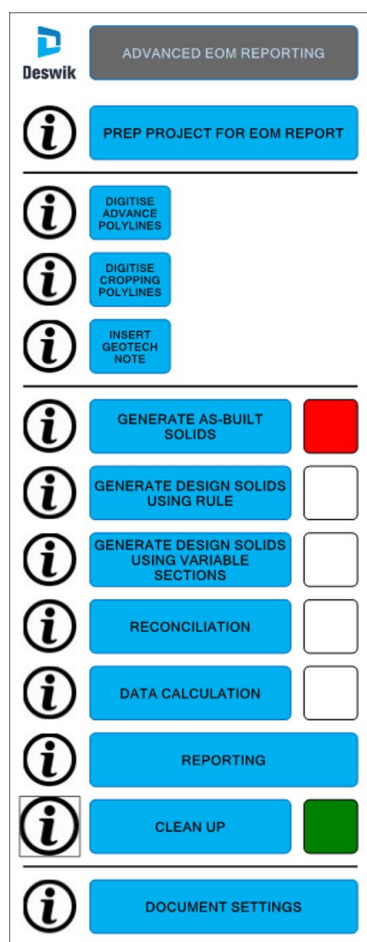 Deswik
ADVANCED EOM REPORTING
i
PREP PROJECT FOR EOM REPORT
i
DIGITISE
ADVANCE
POLYLINES
i
DIGITISE
CROPPING
POLYLINES
i
INSERT
GEOTECH
NOTE
i
GENERATE AS-BUILT
SOLIDS
i
GENERATE DESIGN SOLIDS
USING RULE
i
GENERATE DESIGN SOLIDS
USING VARIABLE
SECTIONS
i
RECONCILIATION
i
DATA CALCULATION
i
REPORTING
i
CLEAN UP
i
DOCUMENT SETTINGS